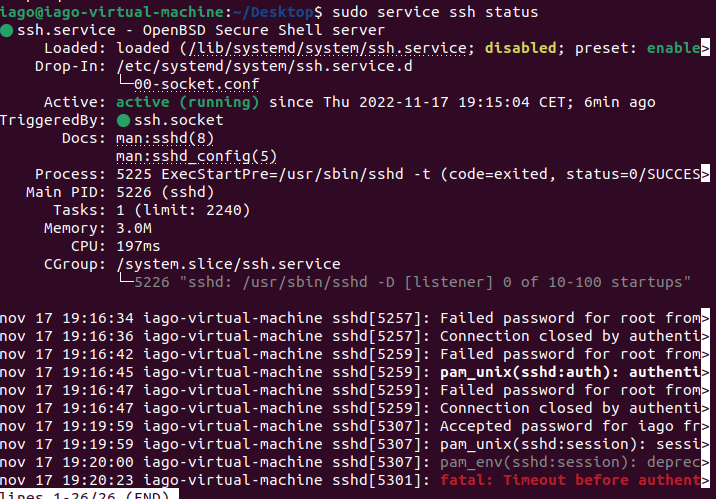 iago@iago-virtual-machine:~/Desktop$ sudo service ssh status
● ssh.service - OpenBSD Secure Shell server
     Loaded: loaded (/lib/systemd/system/ssh.service; disabled; preset: enable>
    Drop-In: /etc/systemd/system/ssh.service.d
             └─00-socket.conf
     Active: active (running) since Thu 2022-11-17 19:15:04 CET; 6min ago
TriggeredBy: ● ssh.socket
       Docs: man:sshd(8)
             man:sshd_config(5)
    Process: 5225 ExecStartPre=/usr/sbin/sshd -t (code=exited, status=0/SUCCES>
   Main PID: 5226 (sshd)
      Tasks: 1 (limit: 2240)
     Memory: 3.0M
        CPU: 197ms
     CGroup: /system.slice/ssh.service
             └─5226 "sshd: /usr/sbin/sshd -D [listener] 0 of 10-100 startups"
nov 17 19:16:34 iago-virtual-machine sshd[5257]: Failed password for root from>
nov 17 19:16:36 iago-virtual-machine sshd[5257]: Connection closed by authenti>
nov 17 19:16:42 iago-virtual-machine sshd[5259]: Failed password for root from>
nov 17 19:16:45 iago-virtual-machine sshd[5259]: pam_unix(sshd:auth): authenti>
nov 17 19:16:47 iago-virtual-machine sshd[5259]: Failed password for root from>
nov 17 19:16:47 iago-virtual-machine sshd[5259]: Connection closed by authenti>
nov 17 19:19:59 iago-virtual-machine sshd[5307]: Accepted password for iago fr>
nov 17 19:19:59 iago-virtual-machine sshd[5307]: pam_unix(sshd:session): sessi>
nov 17 19:20:00 iago-virtual-machine sshd[5307]: pam_env(sshd:session): deprec>
nov 17 19:20:23 iago-virtual-machine sshd[5301]: fatal: Timeout before authent>
lines 1-26/26 (END)